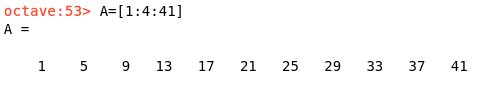 octave:53> A=[1:4:41]
A =
1 5 9 13 17 21 25 29 33 37 41